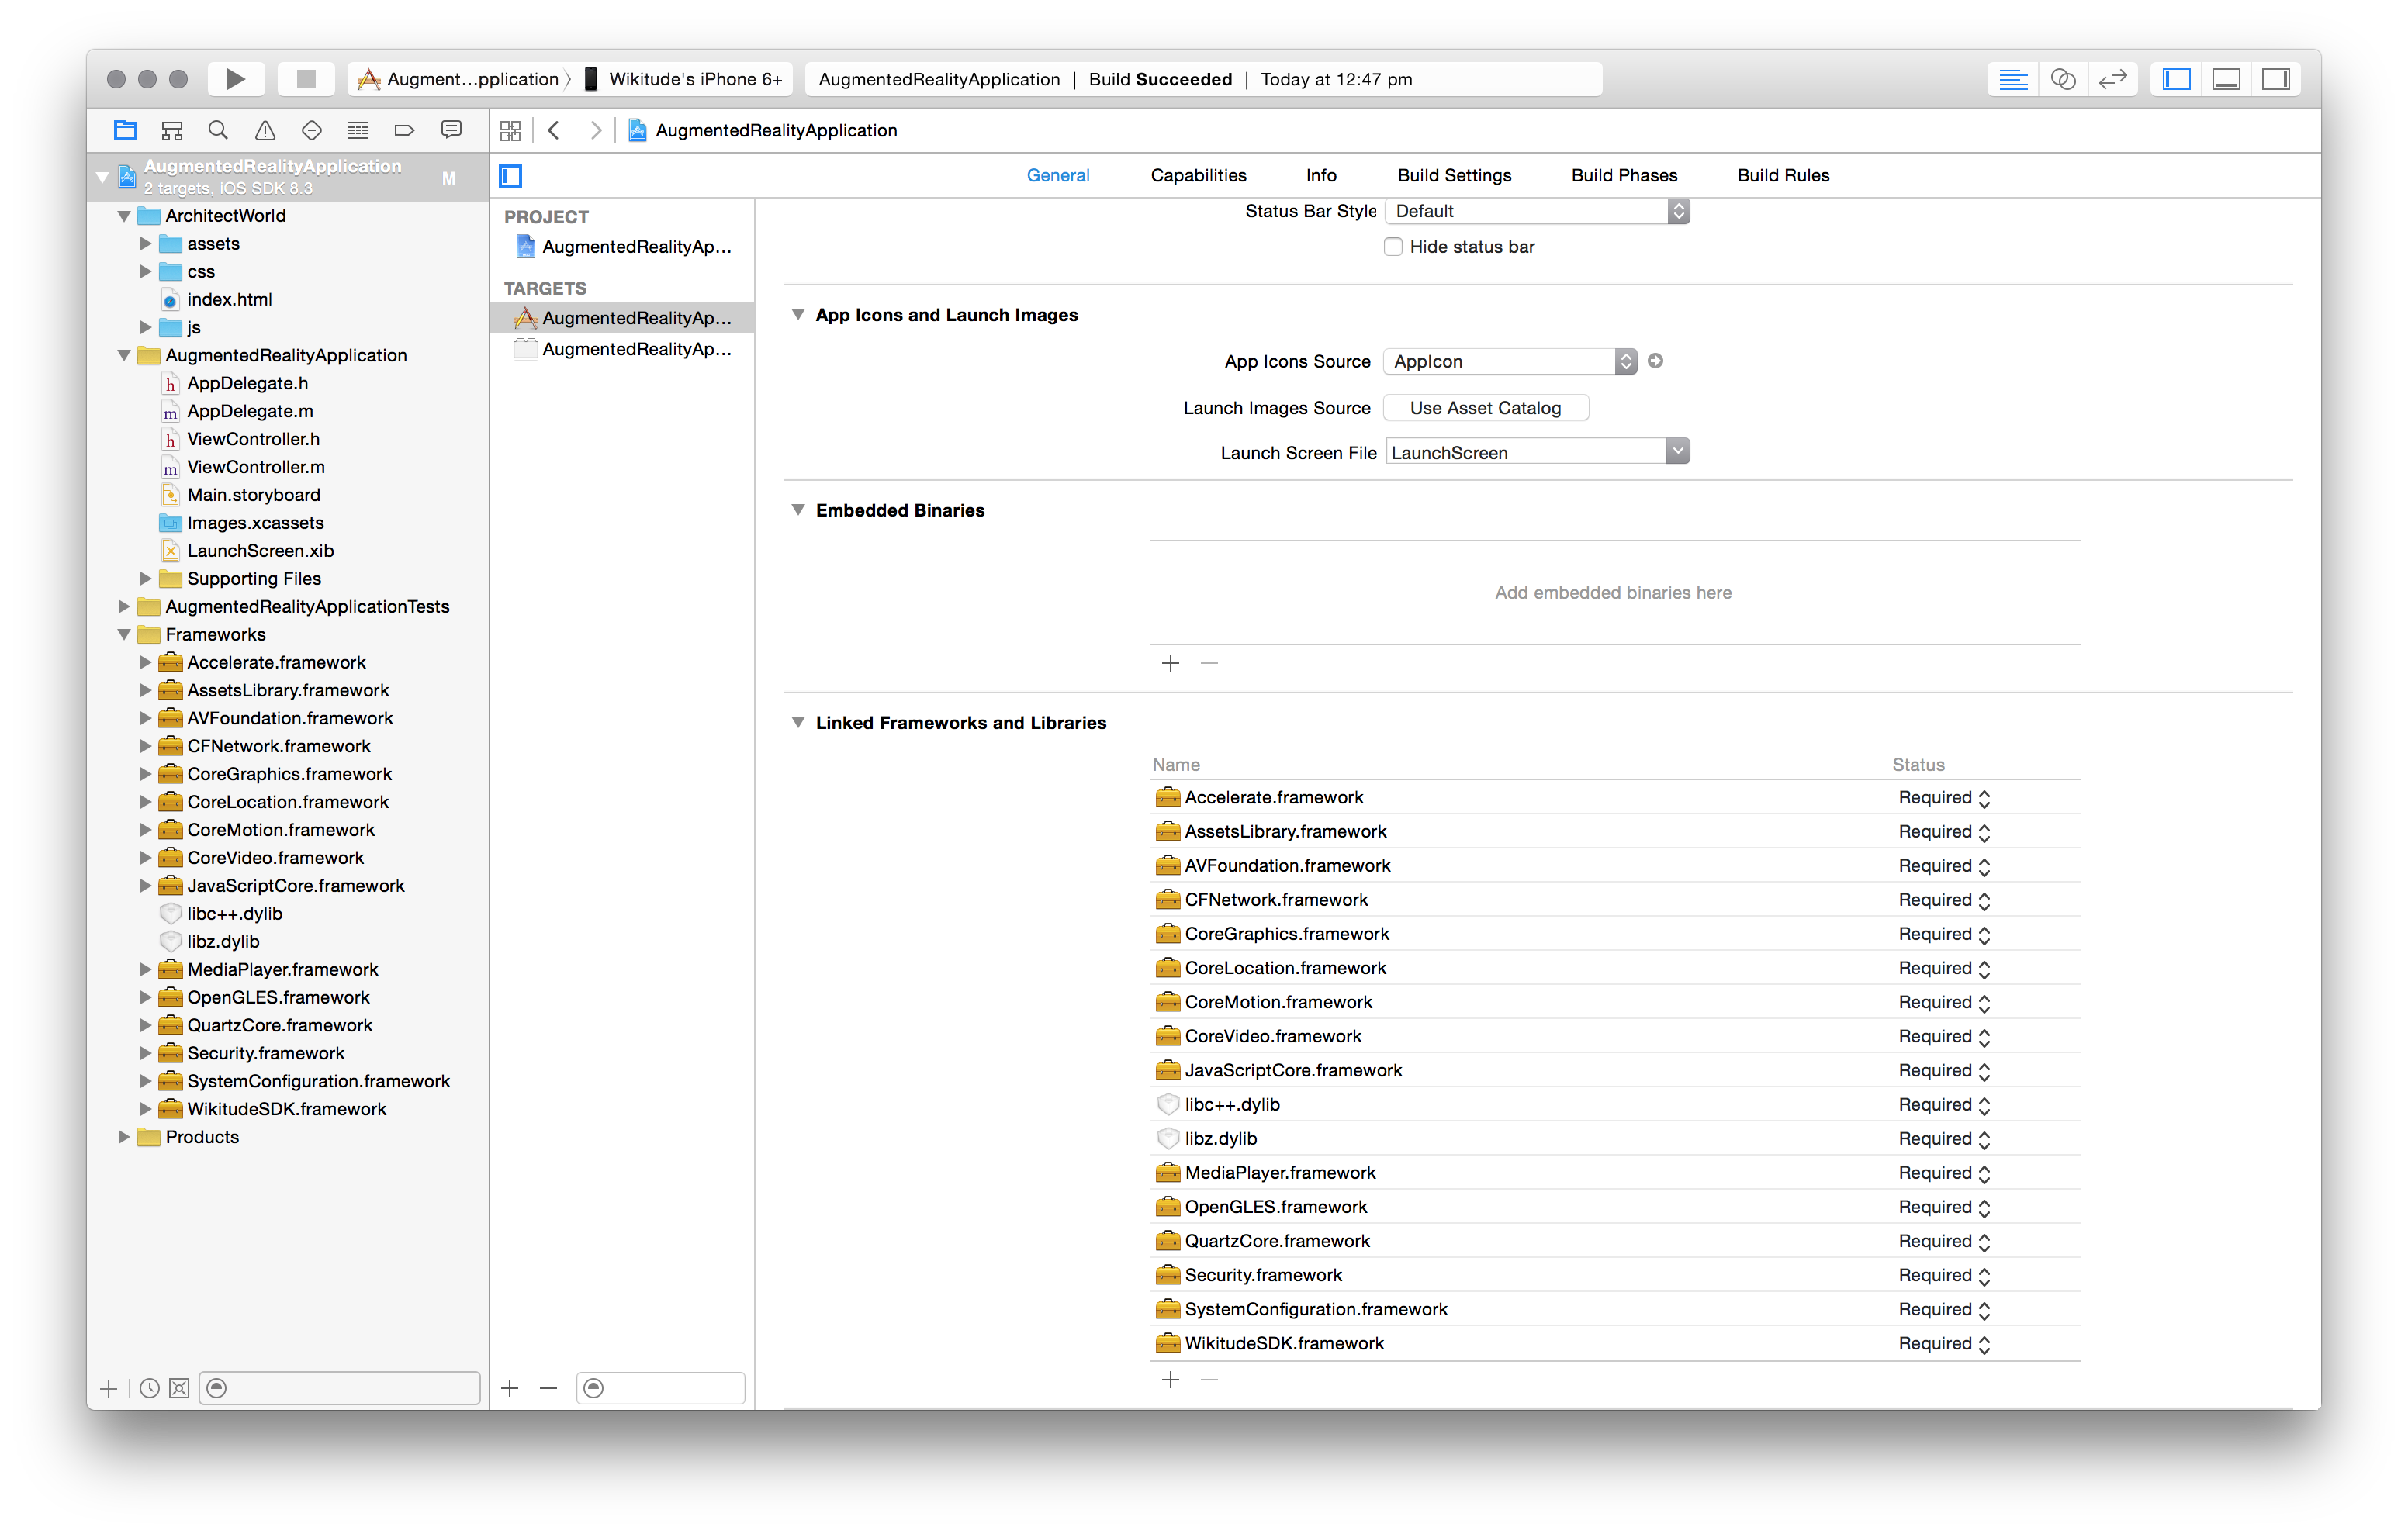 Augment...pplication 〉 Wikitude's iPhone 6+
AugmentedRealityApplication | Build Succeeded | Today at 12:47 pm
AugmentedRealityApplication
2 targets, iOS SDK 8.3
M
ArchitectWorld
assets
css
index.html
js
AugmentedRealityApplication
h AppDelegate.h
m AppDelegate.m
h ViewController.h
m ViewController.m
Main.storyboard
Images.xcassets
LaunchScreen.xib
Supporting Files
AugmentedRealityApplicationTests
Frameworks
Accelerate.framework
AssetsLibrary.framework
AVFoundation.framework
CFNetwork.framework
CoreGraphics.framework
CoreLocation.framework
CoreMotion.framework
CoreVideo.framework
JavaScriptCore.framework
libc++.dylib
libz.dylib
MediaPlayer.framework
OpenGLES.framework
QuartzCore.framework
Security.framework
SystemConfiguration.framework
WikitudeSDK.framework
Products
AugmentedRealityApplication
General Capabilities Info Build Settings Build Phases Build Rules
PROJECT
AugmentedRealityAp...
TARGETS
AugmentedRealityAp...
AugmentedRealityAp...
Status Bar Style Default
Hide status bar
App Icons and Launch Images
App Icons Source AppIcon
Launch Images Source Use Asset Catalog
Launch Screen File LaunchScreen
Embedded Binaries
Add embedded binaries here
Linked Frameworks and Libraries
Name Status
Accelerate.framework Required
AssetsLibrary.framework Required
AVFoundation.framework Required
CFNetwork.framework Required
CoreGraphics.framework Required
CoreLocation.framework Required
CoreMotion.framework Required
CoreVideo.framework Required
JavaScriptCore.framework Required
libc++.dylib Required
libz.dylib Required
MediaPlayer.framework Required
OpenGLES.framework Required
QuartzCore.framework Required
Security.framework Required
SystemConfiguration.framework Required
WikitudeSDK.framework Required